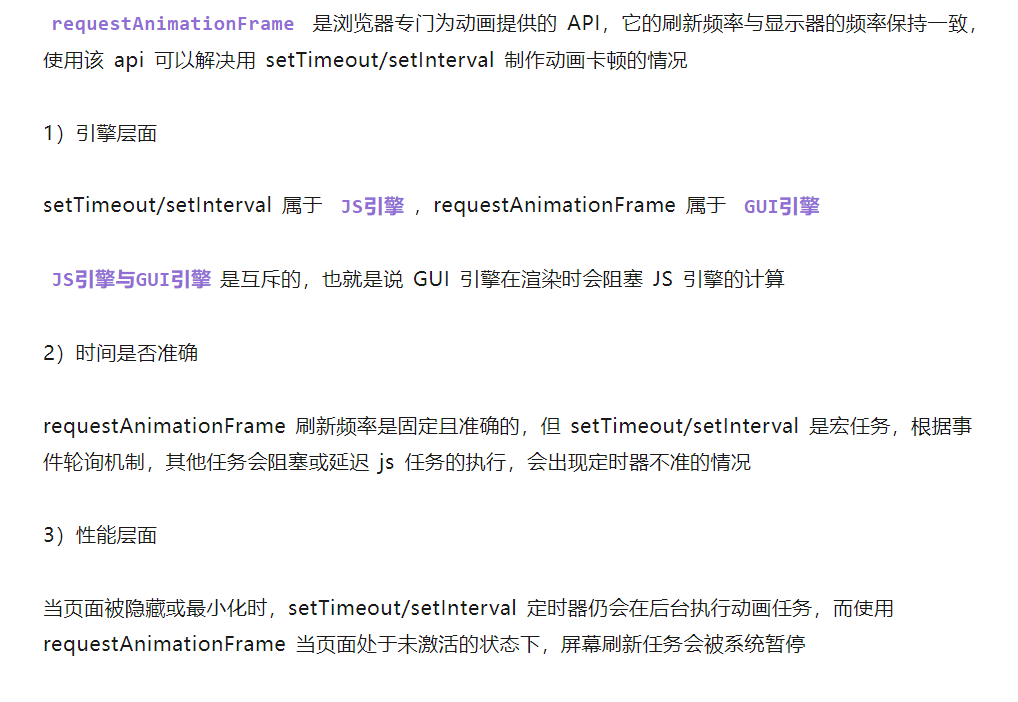 requestAnimationFrame 是浏览器专门为动画提供的 API，它的刷新频率与显示器的频率保持一致，
使用该 api 可以解决用 setTimeout/setInterval 制作动画卡顿的情况
1）引擎层面
setTimeout/setInterval 属于 JS引擎 ，requestAnimationFrame 属于 GUI引擎
JS引擎与GUI引擎 是互斥的，也就是说 GUI 引擎在渲染时会阻塞 JS 引擎的计算
2）时间是否准确
requestAnimationFrame 刷新频率是固定且准确的，但 setTimeout/setInterval 是宏任务，根据事
件轮询机制，其他任务会阻塞或延迟 js 任务的执行，会出现定时器不准的情况
3）性能层面
当页面被隐藏或最小化时，setTimeout/setInterval 定时器仍会在后台执行动画任务，而使用
requestAnimationFrame 当页面处于未激活的状态下，屏幕刷新任务会被系统暂停